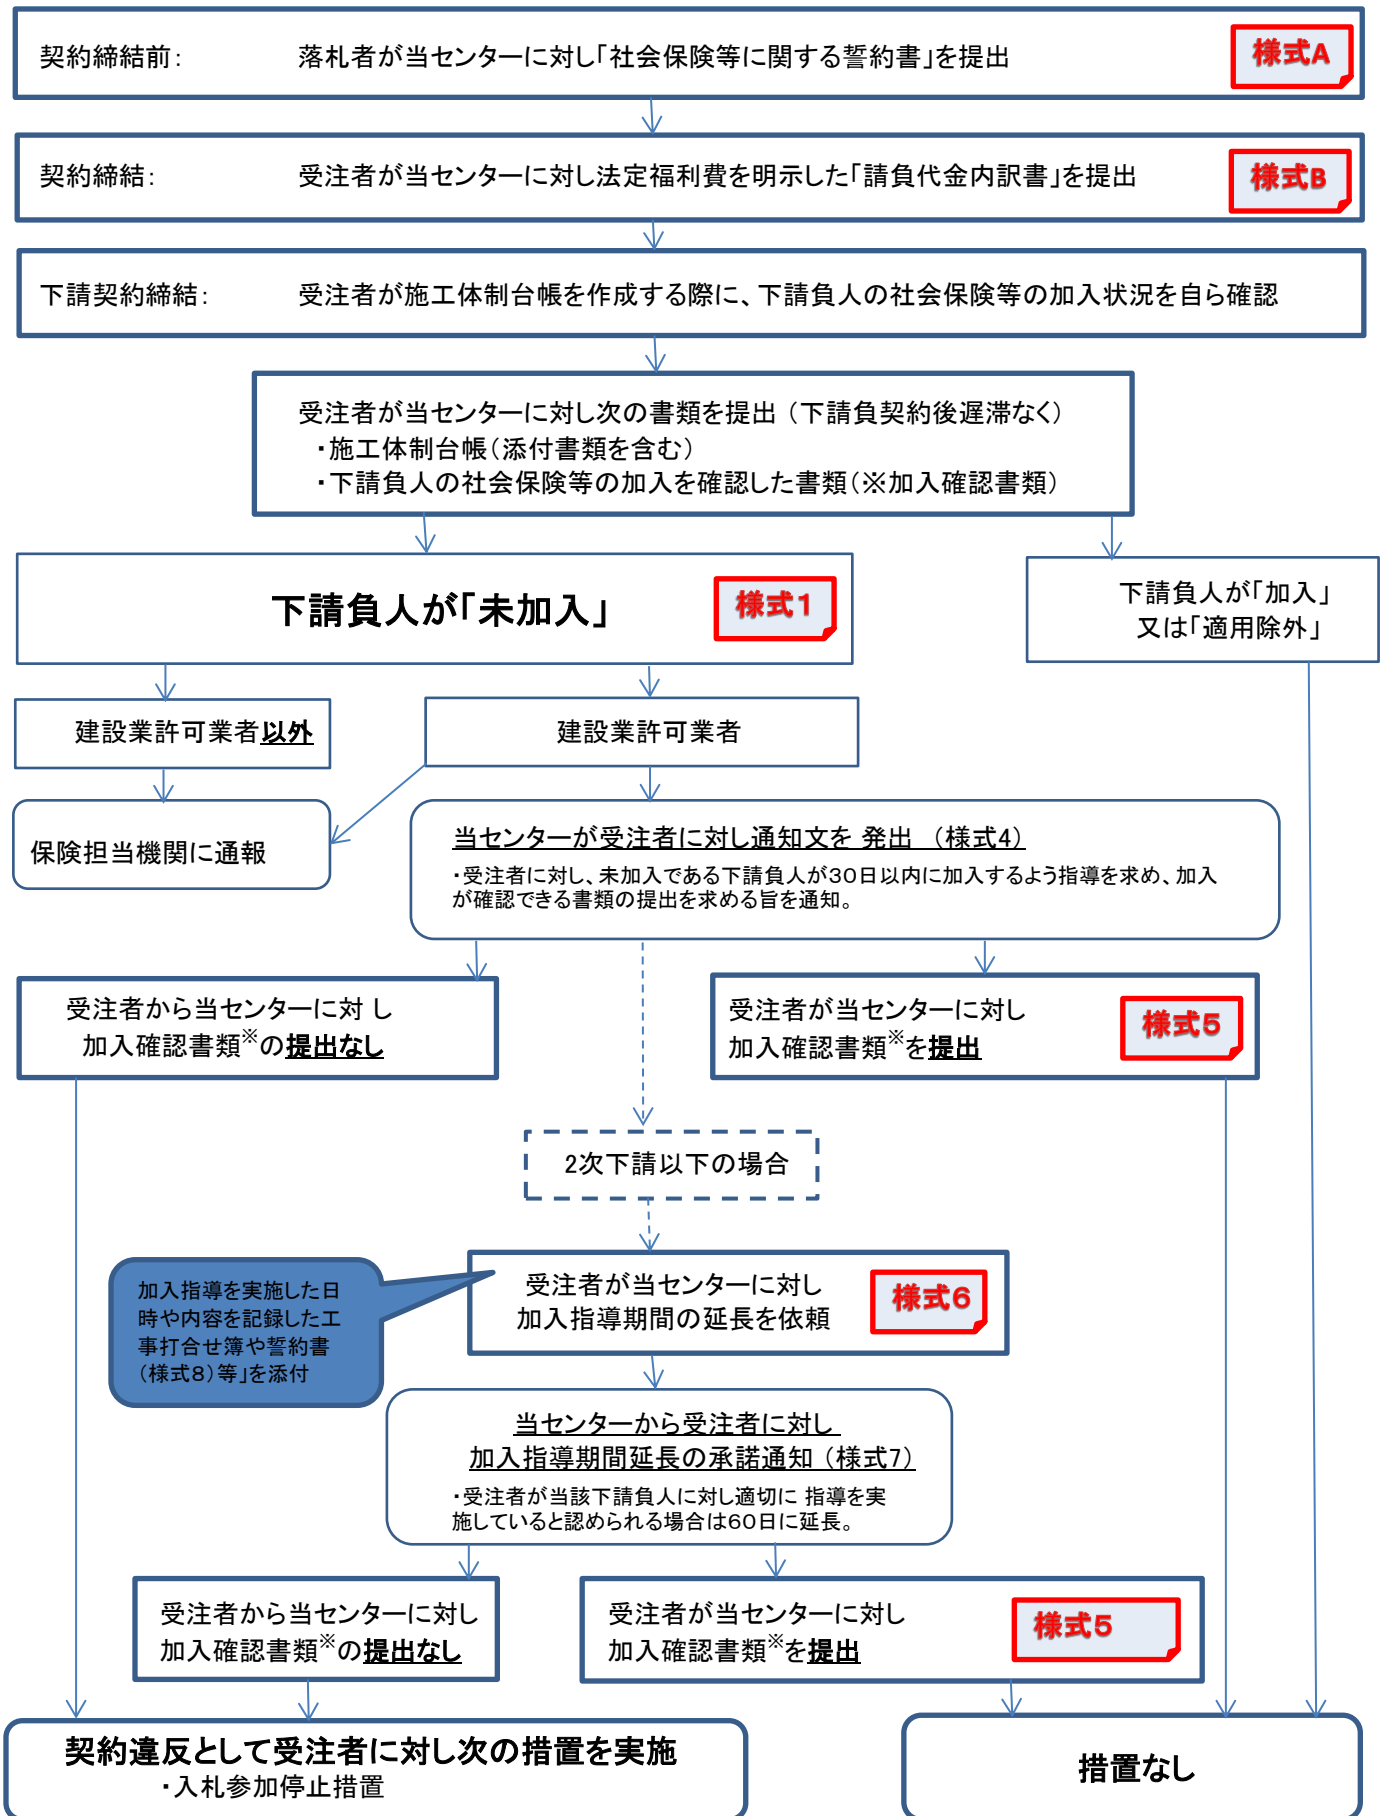 契約締結前： 落札者が当センターに対し「社会保険等に関する誓約書」を提出 様式A
契約締結： 受注者が当センターに対し法定福利費を明示した「請負代金内訳書」を提出 様式B
下請契約締結： 受注者が施工体制台帳を作成する際に、下請負人の社会保険等の加入状況を自ら確認
受注者が当センターに対し次の書類を提出（下請負契約後遅滞なく）
・施工体制台帳（添付書類を含む）
・下請負人の社会保険等の加入を確認した書類（※加入確認書類）
下請負人が「未加入」 様式1
下請負人が「加入」
又は「適用除外」
建設業許可業者以外
建設業許可業者
保険担当機関に通報
当センターが受注者に対し通知文を 発出 （様式4）
・受注者に対し、未加入である下請負人が30日以内に加入するよう指導を求め、加入
が確認できる書類の提出を求める旨を通知。
受注者から当センターに対 し
加入確認書類※の提出なし
受注者が当センターに対し
加入確認書類※を提出
様式5
2次下請以下の場合
加入指導を実施した日
時や内容を記録した工
事打合せ簿や誓約書
（様式8）等」を添付
受注者が当センターに対し
加入指導期間の延長を依頼
様式6
当センターから受注者に対し
加入指導期間延長の承諾通知（様式7）
・受注者が当該下請負人に対し適切に 指導を実
施していると認められる場合は60日に延長。
受注者から当センターに対し
加入確認書類※の提出なし
受注者が当センターに対し
加入確認書類※を提出
様式5
契約違反として受注者に対し次の措置を実施
・入札参加停止措置
措置なし